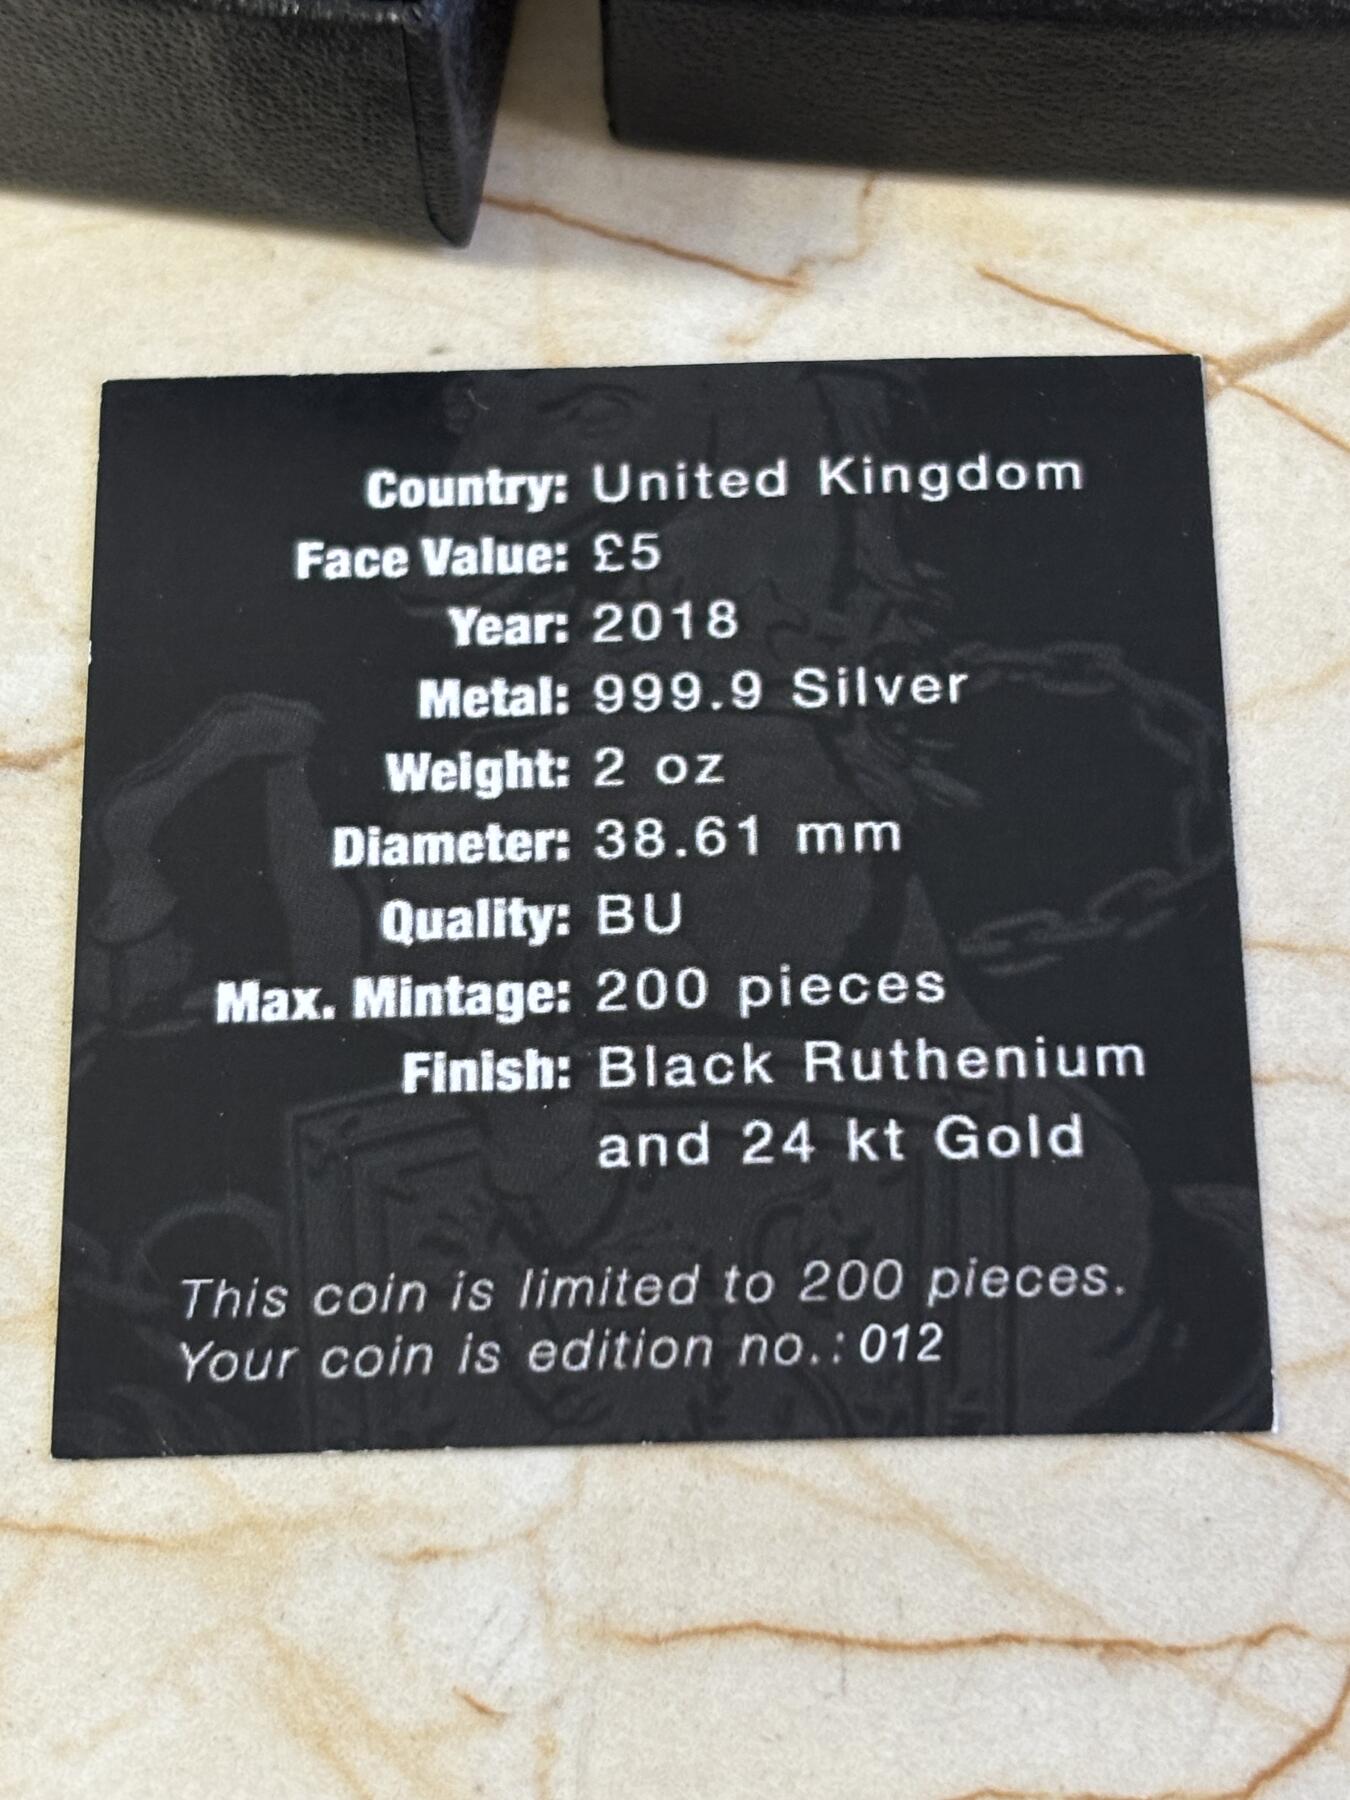 Country: United Kingdom
Face Value: £5
Year: 2018
Metal: 999.9 Silver
Weight: 2 oz
Diameter: 38.61 mm
Quality: BU
Max. Mintage: 200 pieces
Finish: Black Ruthenium
and 24 kt Gold
This coin is limited to 200 pieces.
Your coin is edition no.: 012